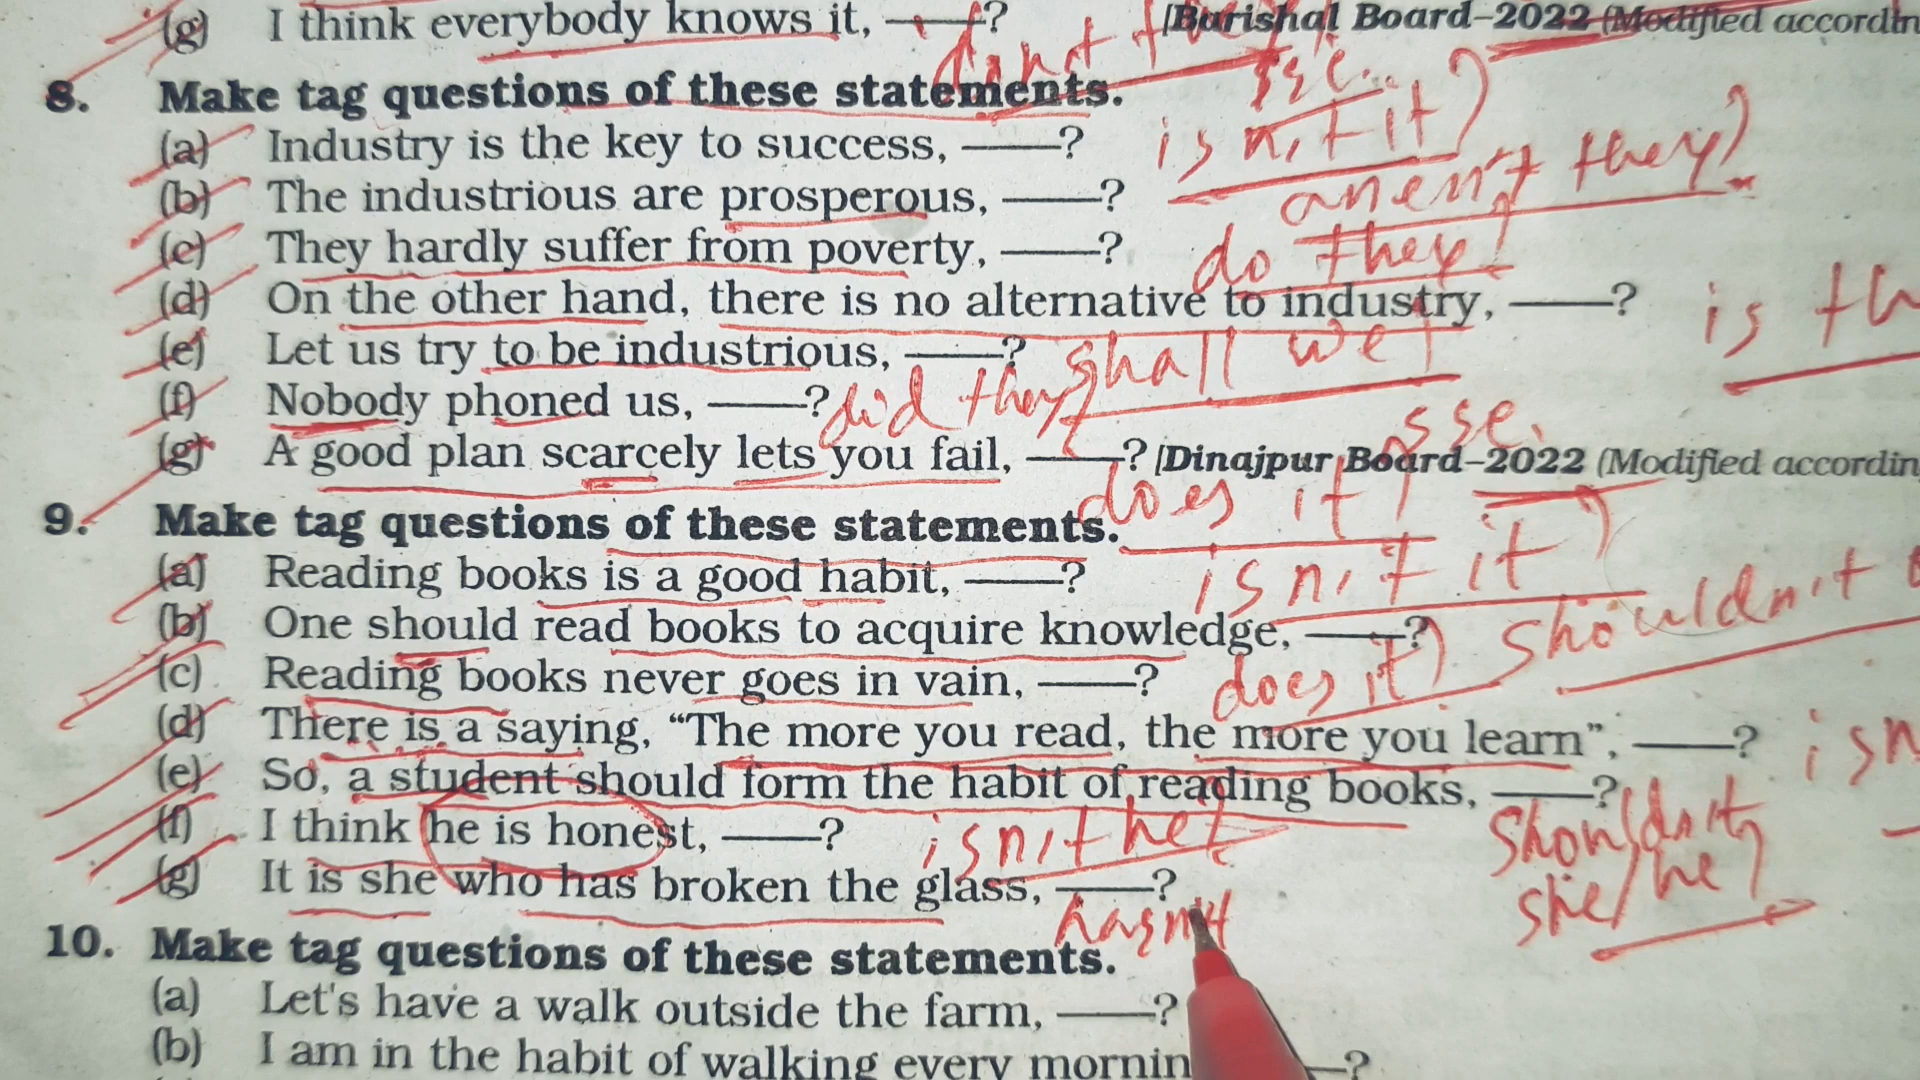 (g) I think everybody knows it, ——? [Barishal Board–2022 (Modified accordin
don't they
8. Make tag questions of these statements.
(a) Industry is the key to success, ——? isn't it?
(b) The industrious are prosperous, ——? aren't they?
(c) They hardly suffer from poverty, ——? do they?
(d) On the other hand, there is no alternative to industry, ——? is th
(e) Let us try to be industrious, ——? shall we?
(f) Nobody phoned us, ——? did they?
(g) A good plan scarcely lets you fail, ——? [Dinajpur Board–2022 (Modified accordin
does it?
9. Make tag questions of these statements.
(a) Reading books is a good habit, ——? isn't it?
(b) One should read books to acquire knowledge, ——? shouldn't
(c) Reading books never goes in vain, ——? does it?
(d) There is a saying, “The more you read, the more you learn”, ——? isn
(e) So, a student should form the habit of reading books, ——? shouldn't
she/he?
(f) I think he is honest, ——? isn't he?
(g) It is she who has broken the glass, ——?
hasn't
10. Make tag questions of these statements.
(a) Let's have a walk outside the farm, ——?
(b) I am in the habit of walking every mornin ——?